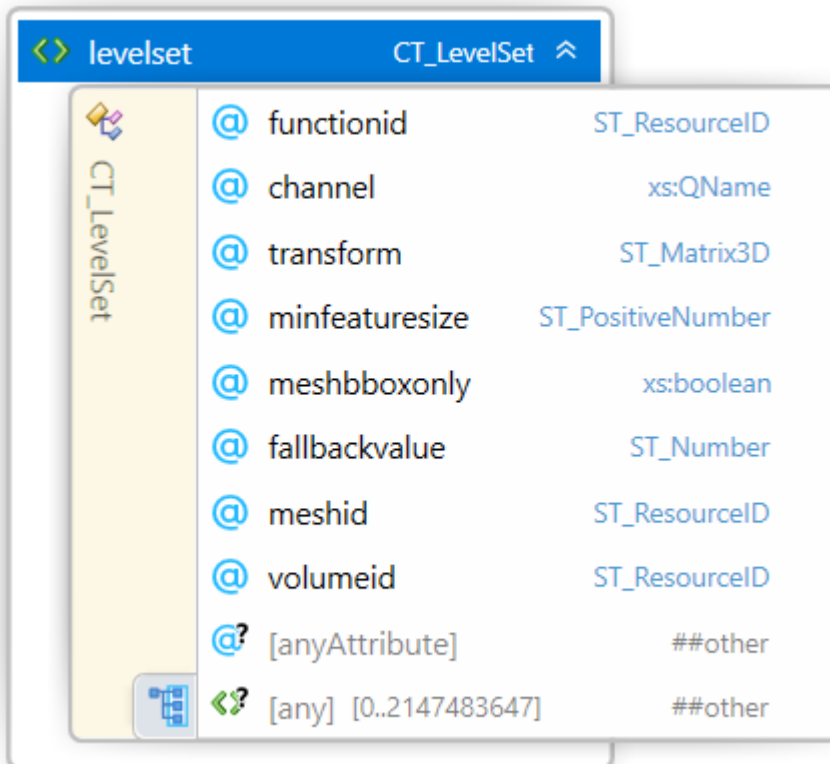 levelset CT_LevelSet
CT_LevelSet
@ functionid ST_ResourceID
@ channel xs:QName
@ transform ST_Matrix3D
@ minfeaturesize ST_PositiveNumber
@ meshbboxonly xs:boolean
@ fallbackvalue ST_Number
@ meshid ST_ResourceID
@ volumeid ST_ResourceID
@? [anyAttribute] ##other
<>? [any] [0..2147483647] ##other